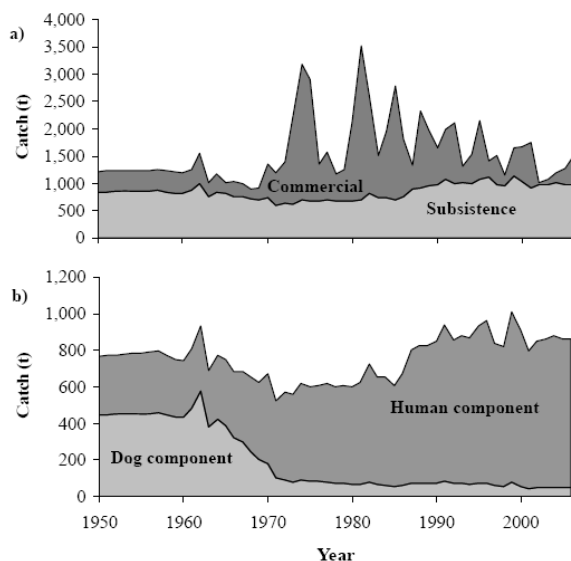 a)
4,000
3,500
3,000
2,500
2,000
1,500
1,000
500
0
Catch (t)
Commercial
Subsistence
b)
1,200
1,000
800
600
400
200
0
Catch (t)
Human component
Dog component
1950 1960 1970 1980 1990 2000
Year